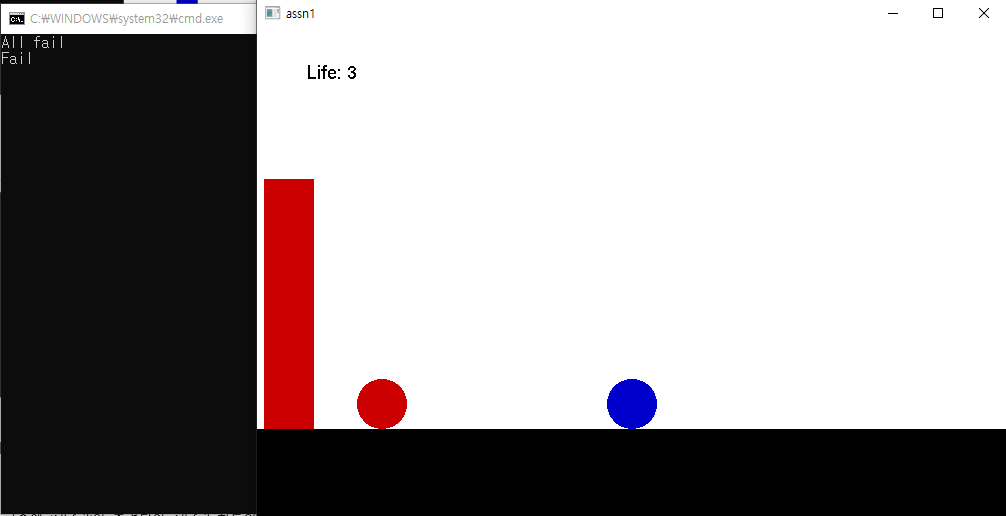 C:₩WINDOWS₩system32₩cmd.exe
All fail
Fail
assn1
Life: 3